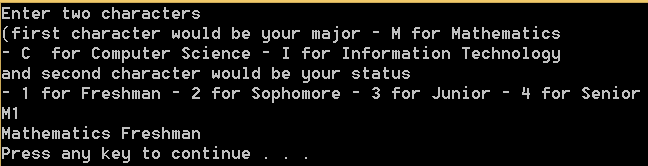 Enter two characters
(first character would be your major - M for Mathematics
- C  for Computer Science - I for Information Technology
and second character would be your status
- 1 for Freshman - 2 for Sophomore - 3 for Junior - 4 for Senior
M1
Mathematics Freshman
Press any key to continue . . .